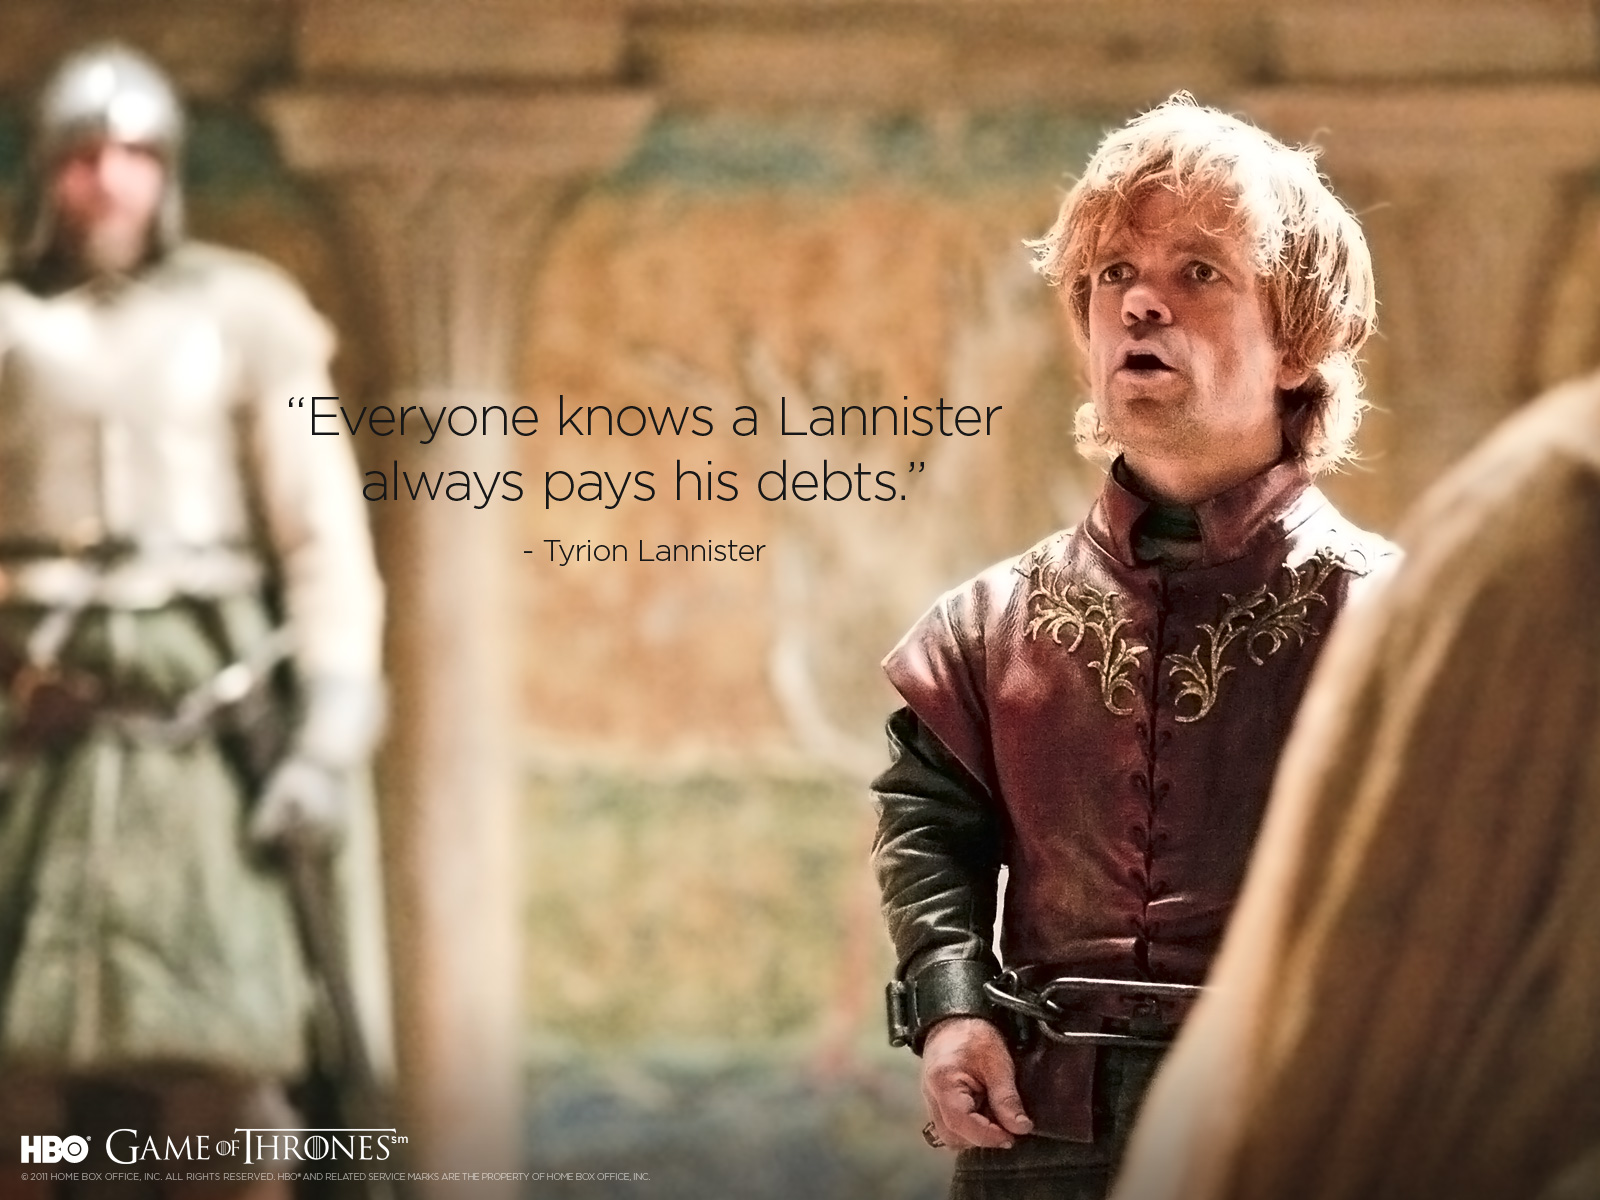 “Everyone knows a Lannister
always pays his debts.”
- Tyrion Lannister
HBO® GAME OF THRONES℠
© 2011 HOME BOX OFFICE, INC. ALL RIGHTS RESERVED. HBO® AND RELATED SERVICE MARKS ARE THE PROPERTY OF HOME BOX OFFICE, INC.